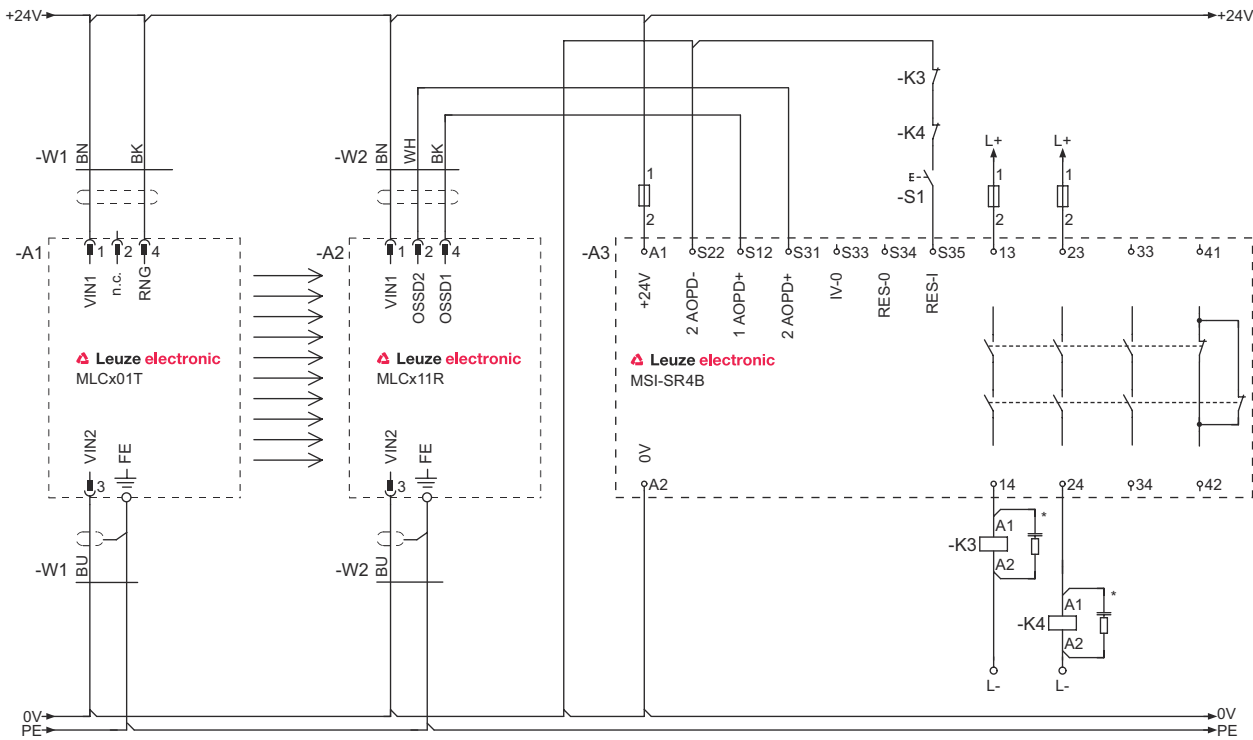 +24V +24V
-K3
-K4
-S1
E
L+ L+
-W1 BN BK
-W2 BN WH BK
1 1 1
2 2 2
-A1 1 2 4
-A2 1 2 4
-A3 A1 S22 S12 S31 S33 S34 S35 13 23 33 41
VIN1 n.c. RNG
VIN1 OSSD2 OSSD1
+24V 2 AOPD- 1 AOPD+ 2 AOPD+ IV-0 RES-0 RES-I
Leuze electronic
MLCx01T
Leuze electronic
MLCx11R
Leuze electronic
MSI-SR4B
VIN2 FE
VIN2 FE
0V
3 3 A2 14 24 34 42
-K3 A1 *
A2
-W1 BU
-W2 BU
-K4 A1 *
A2
L- L-
0V 0V
PE PE